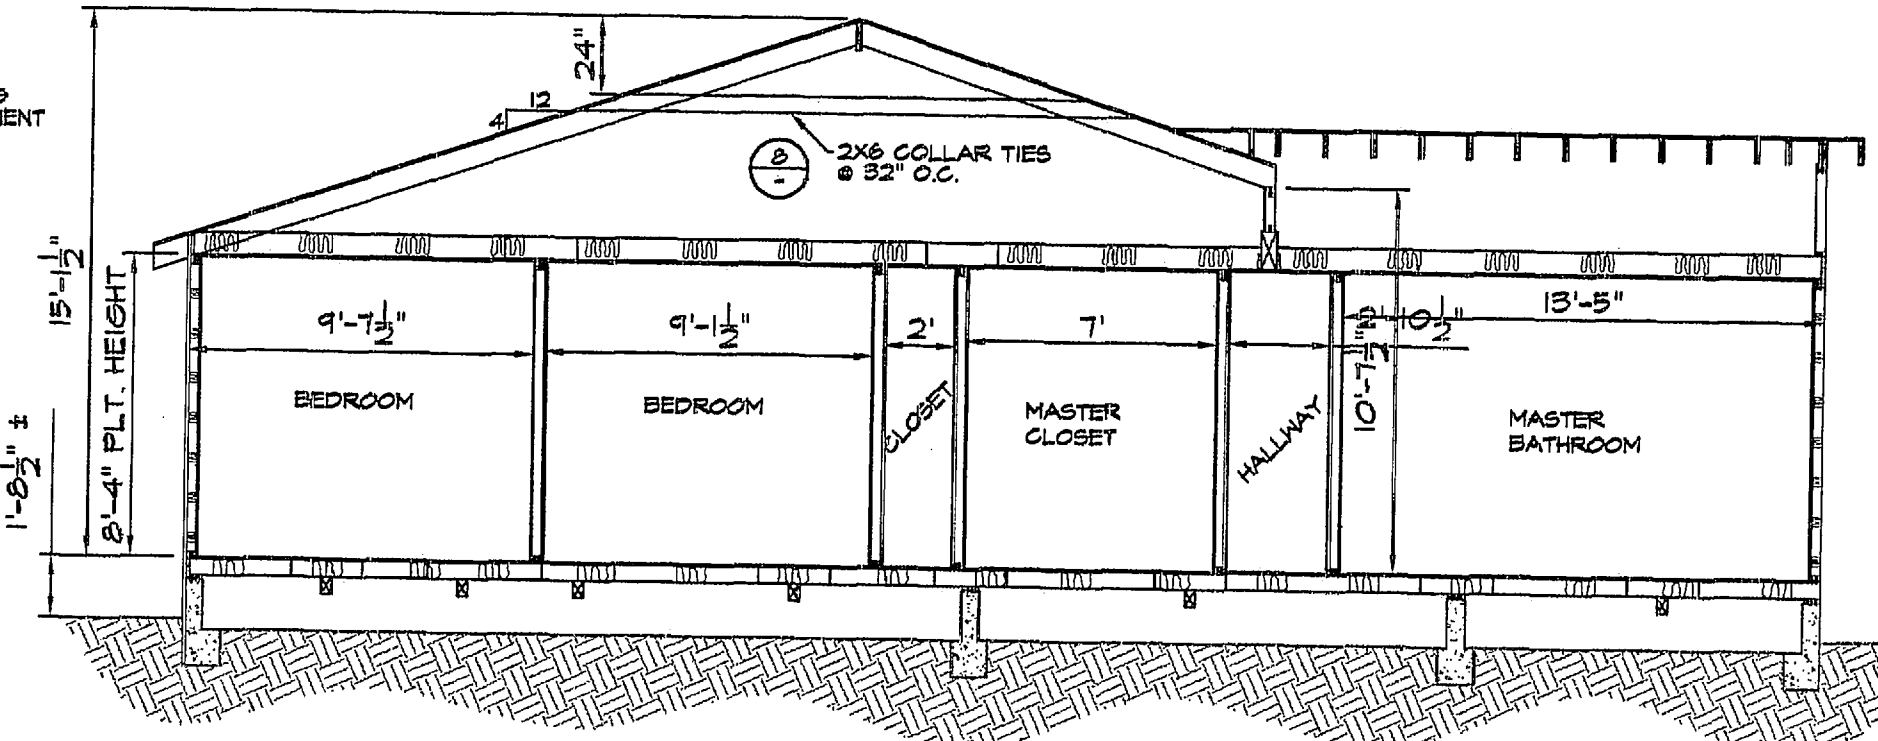 MENT
24"
12
4
8
-
2X6 COLLAR TIES
@ 32" O.C.
15'-1 1/2"
8'-4" PLT. HEIGHT
1'-8 1/2" ±
9'-7 1/2"
9'-1 1/2"
2'
7'
10 1/2"
13'-5"
10'-7 1/2"
BEDROOM
BEDROOM
CLOSET
MASTER
CLOSET
HALLWAY
MASTER
BATHROOM